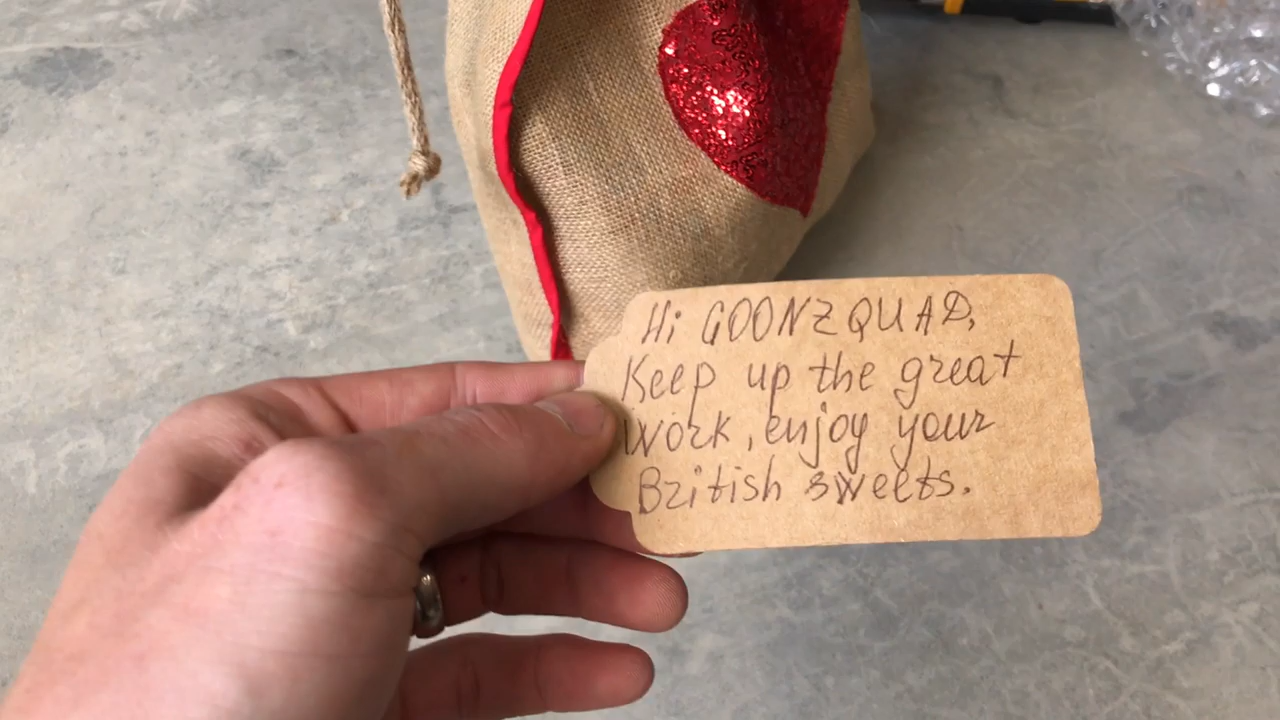 Hi GOONZQUAD,
Keep up the great
work, enjoy your
British sweets.